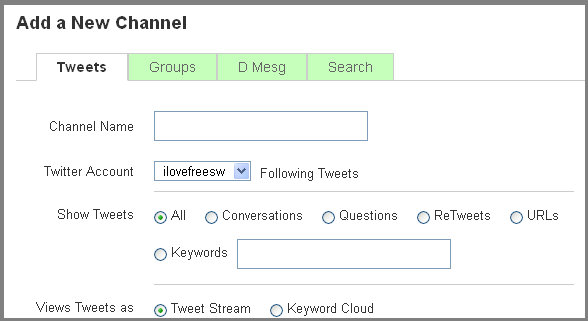 Add a New Channel
Tweets Groups D Mesg Search
Channel Name
Twitter Account ilovefreesw Following Tweets
Show Tweets All Conversations Questions ReTweets URLs
Keywords
Views Tweets as Tweet Stream Keyword Cloud